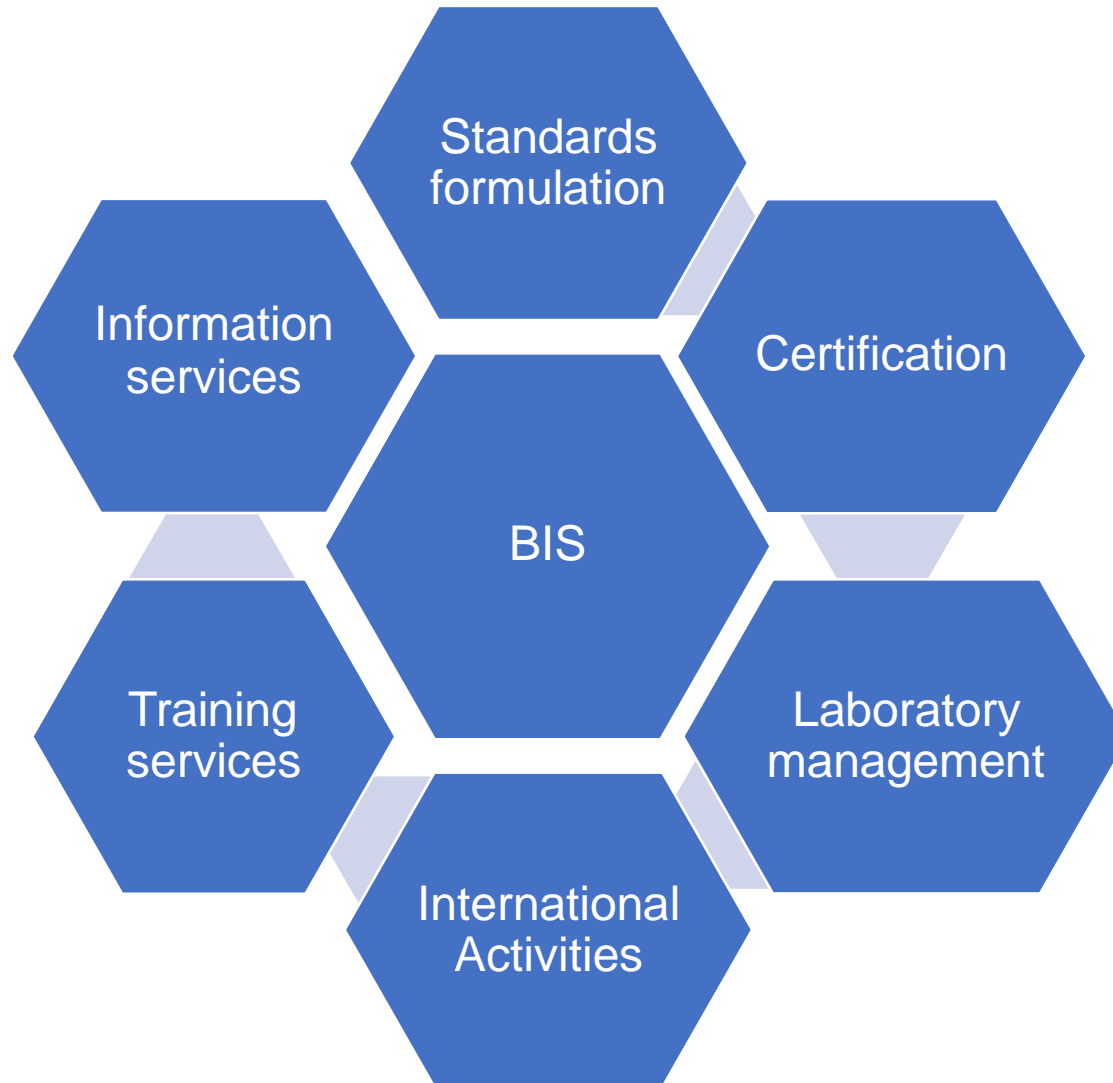 Standards
formulation
Information
services
Certification
BIS
Training
services
Laboratory
management
International
Activities